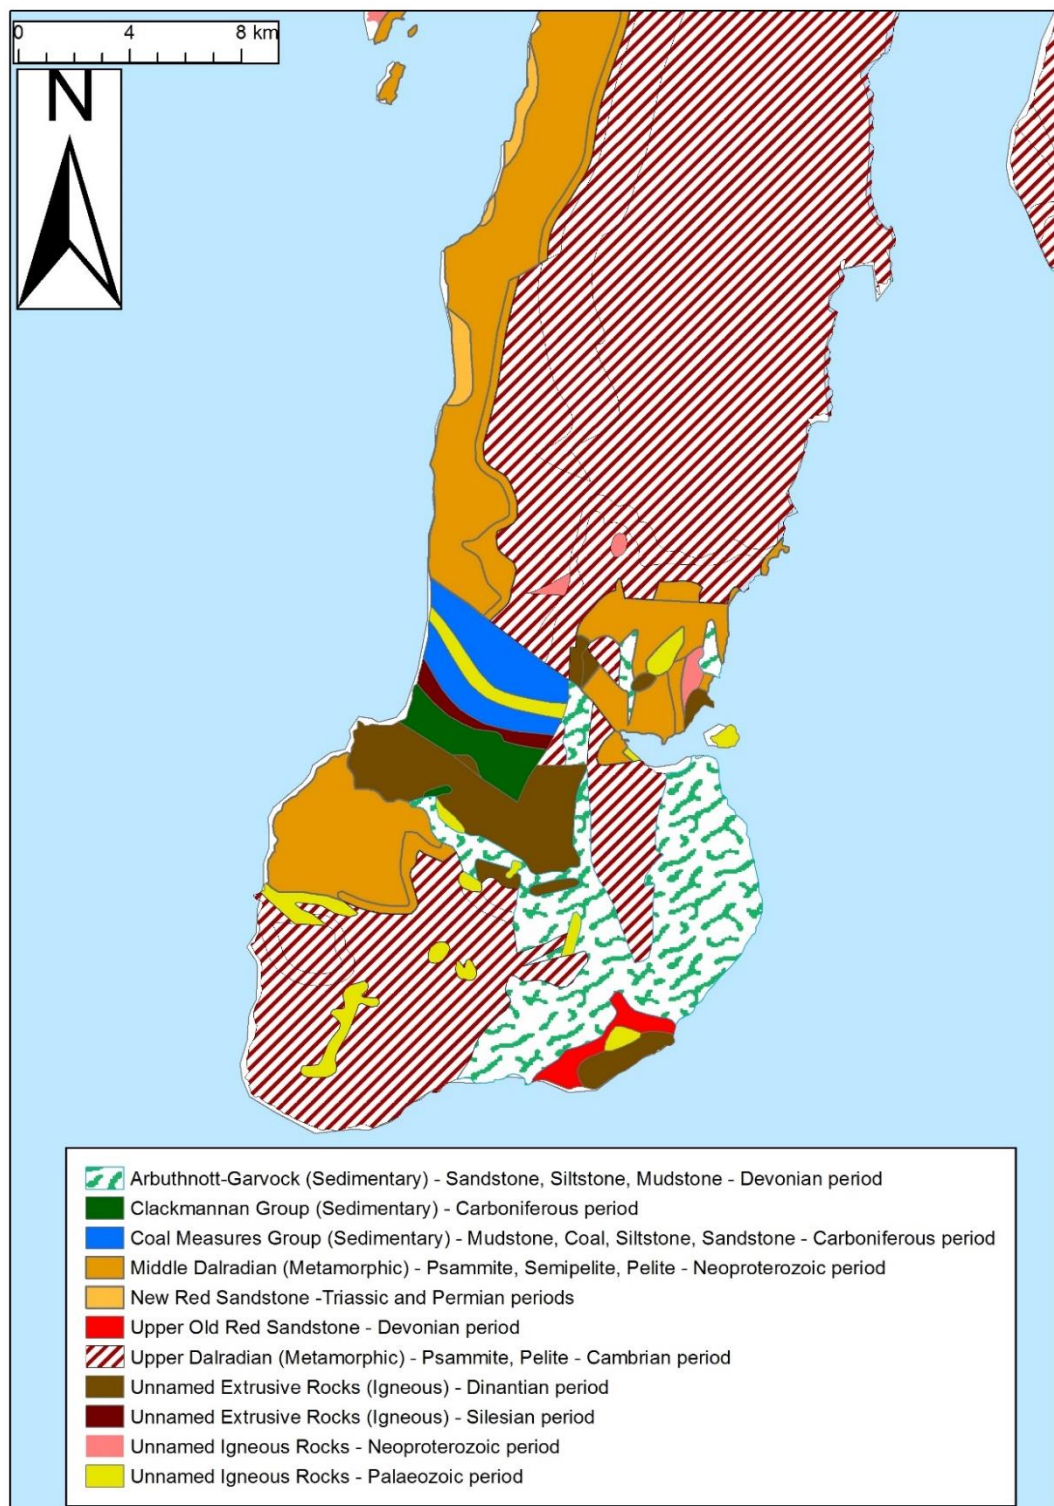 0 4 8 km
N
Arbuthnott-Garvock (Sedimentary) - Sandstone, Siltstone, Mudstone - Devonian period
Clackmannan Group (Sedimentary) - Carboniferous period
Coal Measures Group (Sedimentary) - Mudstone, Coal, Siltstone, Sandstone - Carboniferous period
Middle Dalradian (Metamorphic) - Psammite, Semipelite, Pelite - Neoproterozoic period
New Red Sandstone -Triassic and Permian periods
Upper Old Red Sandstone - Devonian period
Upper Dalradian (Metamorphic) - Psammite, Pelite - Cambrian period
Unnamed Extrusive Rocks (Igneous) - Dinantian period
Unnamed Extrusive Rocks (Igneous) - Silesian period
Unnamed Igneous Rocks - Neoproterozoic period
Unnamed Igneous Rocks - Palaeozoic period